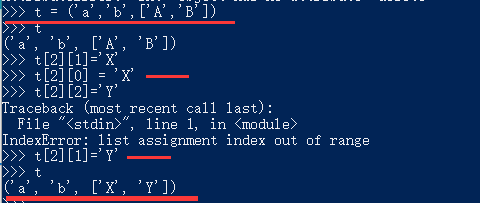 >>> t = ('a','b',['A','B'])
>>> t
('a', 'b', ['A', 'B'])
>>> t[2][1]='X'
>>> t[2][0] = 'X'
>>> t[2][2]='Y'
Traceback (most recent call last):
  File "<stdin>", line 1, in <module>
IndexError: list assignment index out of range
>>> t[2][1]='Y'
>>> t
('a', 'b', ['X', 'Y'])
>>>